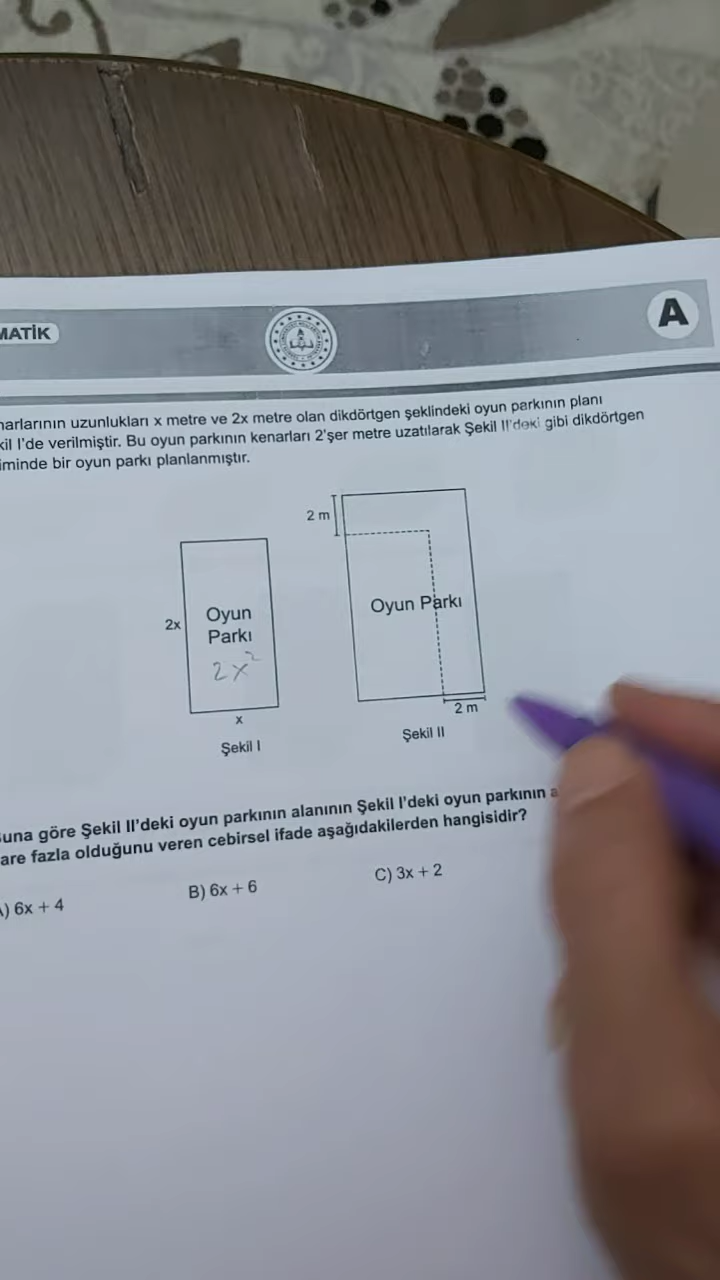 MATİK
A
narlarının uzunlukları x metre ve 2x metre olan dikdörtgen şeklindeki oyun parkının planı
kil I'de verilmiştir. Bu oyun parkının kenarları 2'şer metre uzatılarak Şekil II'deki gibi dikdörtgen
iminde bir oyun parkı planlanmıştır.
2 m
2x
Oyun
Parkı
2x²
x
Şekil I
Oyun Parkı
2 m
Şekil II
una göre Şekil II'deki oyun parkının alanının Şekil I'deki oyun parkının a
are fazla olduğunu veren cebirsel ifade aşağıdakilerden hangisidir?
) 6x + 4
B) 6x + 6
C) 3x + 2